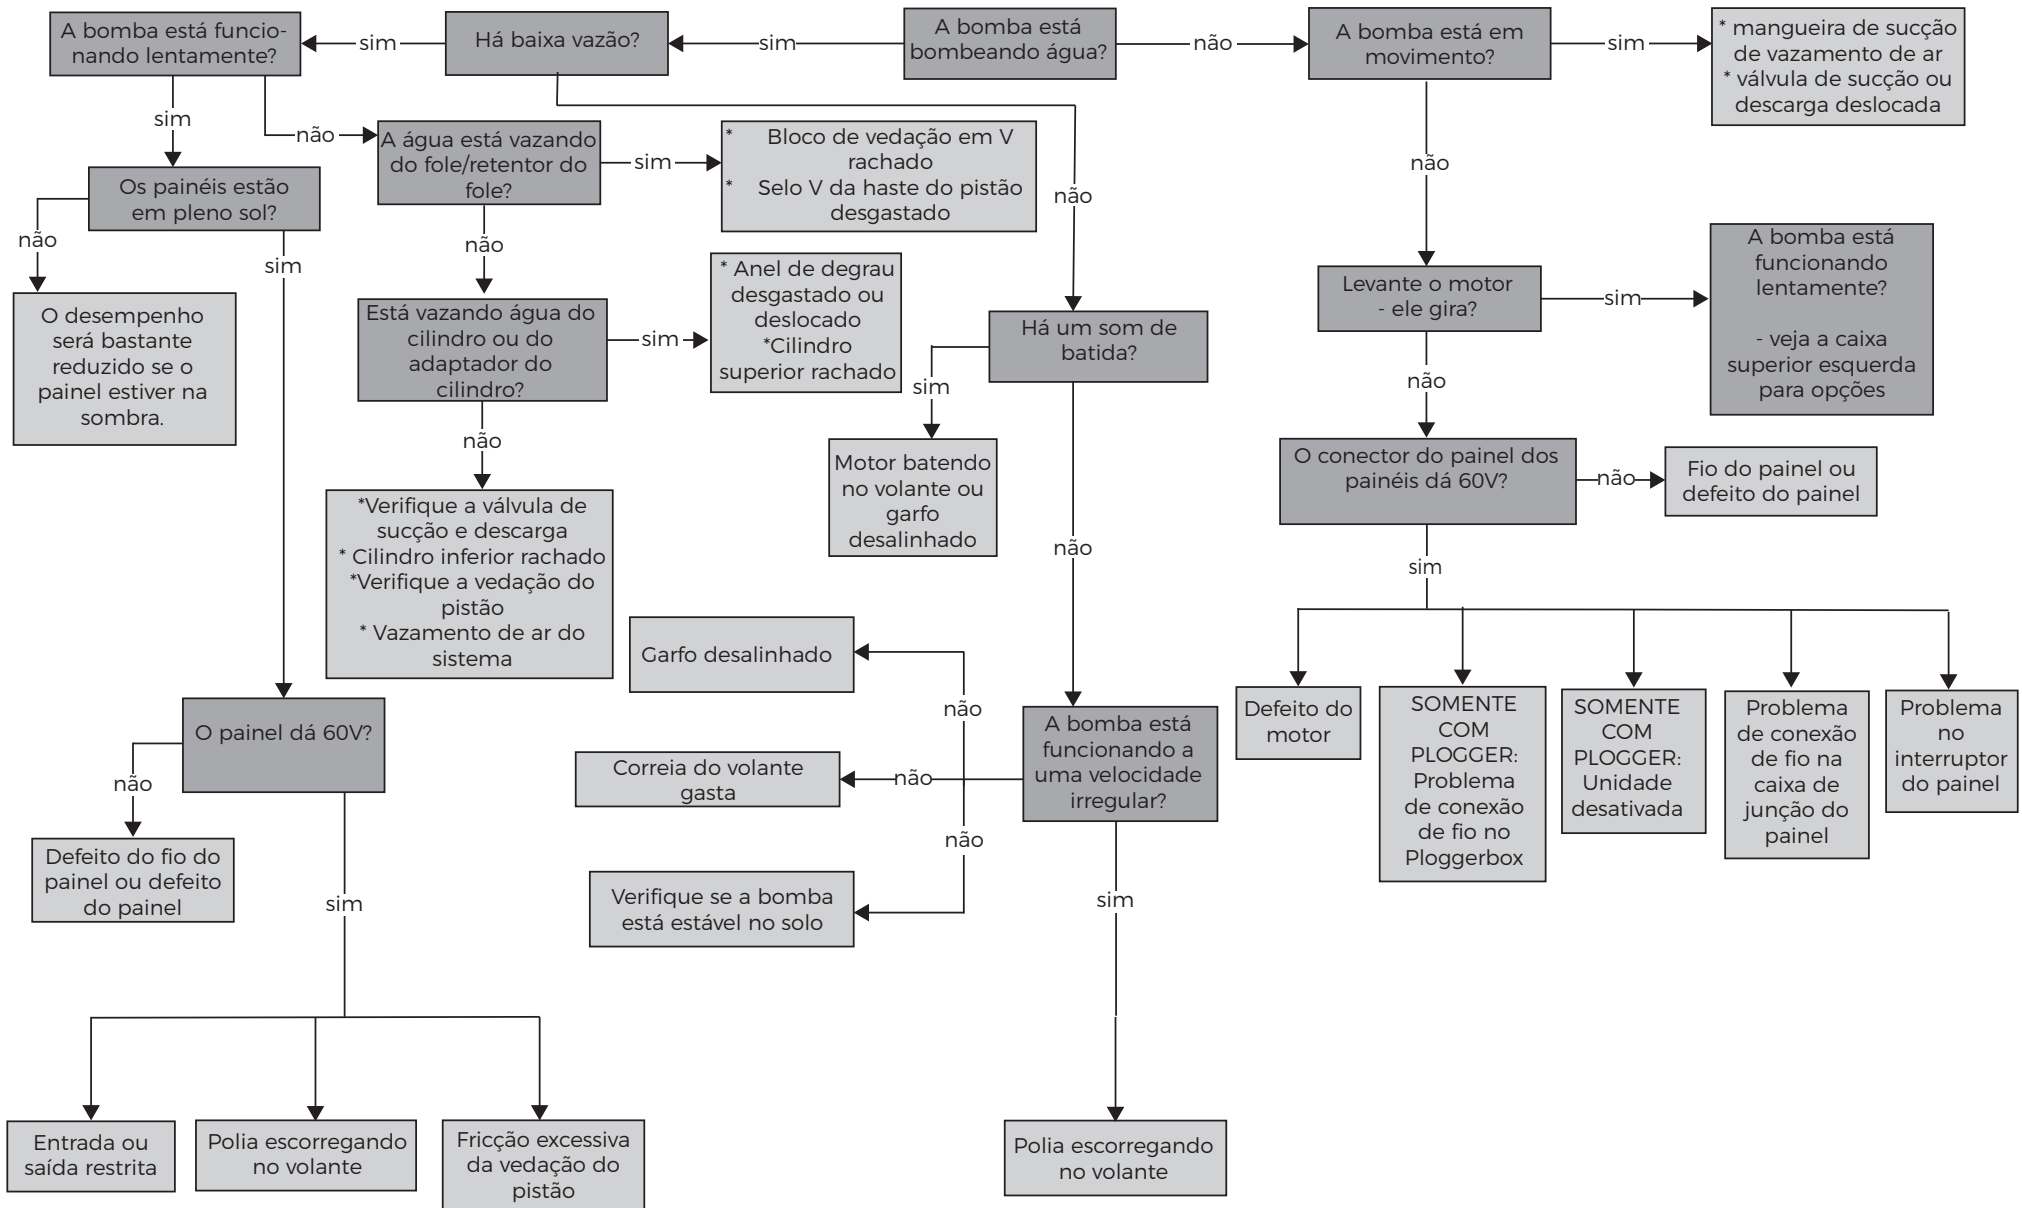 A bomba está funcio-
nando lentamente?
sim
Há baixa vazão?
sim
A bomba está
bombeando água?
não
A bomba está em
movimento?
sim
* mangueira de sucção
de vazamento de ar
* válvula de sucção ou
descarga deslocada
sim
não
A água está vazando
do fole/retentor do
fole?
sim
* Bloco de vedação em V
rachado
* Selo V da haste do pistão
desgastado
não
não
Os painéis estão
em pleno sol?
não
sim
não
O desempenho
será bastante
reduzido se o
painel estiver na
sombra.
Está vazando água do
cilindro ou do
adaptador do
cilindro?
sim
* Anel de degrau
desgastado ou
deslocado
*Cilindro
superior rachado
não
*Verifique a válvula de
sucção e descarga
* Cilindro inferior rachado
*Verifique a vedação do
pistão
* Vazamento de ar do
sistema
Há um som de
batida?
sim
Motor batendo
no volante ou
garfo
desalinhado
não
Levante o motor
- ele gira?
sim
A bomba está
funcionando
lentamente?
- veja a caixa
superior esquerda
para opções
não
O conector do painel dos
painéis dá 60V?
não
Fio do painel ou
defeito do painel
sim
Defeito do
motor
SOMENTE
COM
PLOGGER:
Problema
de conexão
de fio no
Ploggerbox
SOMENTE
COM
PLOGGER:
Unidade
desativada
Problema
de conexão
de fio na
caixa de
junção do
painel
Problema
no
interruptor
do painel
Garfo desalinhado
não
Correia do volante
gasta
não
não
Verifique se a bomba
está estável no solo
A bomba está
funcionando a
uma velocidade
irregular?
sim
Polia escorregando
no volante
O painel dá 60V?
não
Defeito do fio do
painel ou defeito
do painel
sim
Entrada ou
saída restrita
Polia escorregando
no volante
Fricção excessiva
da vedação do
pistão